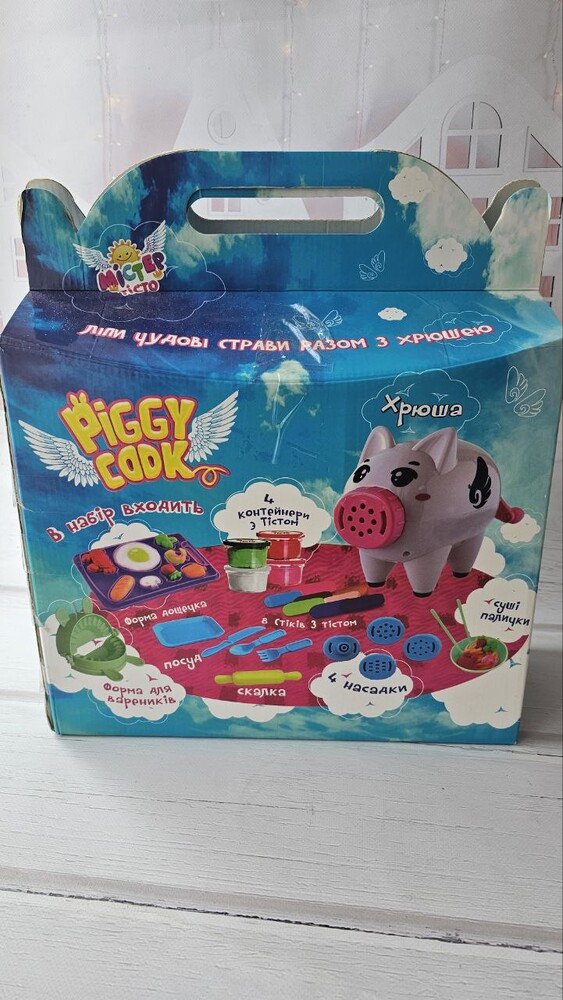 МІСТЕР
тісто
ЛІПИ ЧУДОВІ СТРАВИ РАЗОМ З ХРЮШЕЮ
PiGGY
COOK
Хрюша
В НАБІР ВХОДИТЬ
4
контейнери
з тістом
Форма дощечка
8 стіків з тістом
суші
палички
посуд
скалка
4 насадки
Форма для
вареників